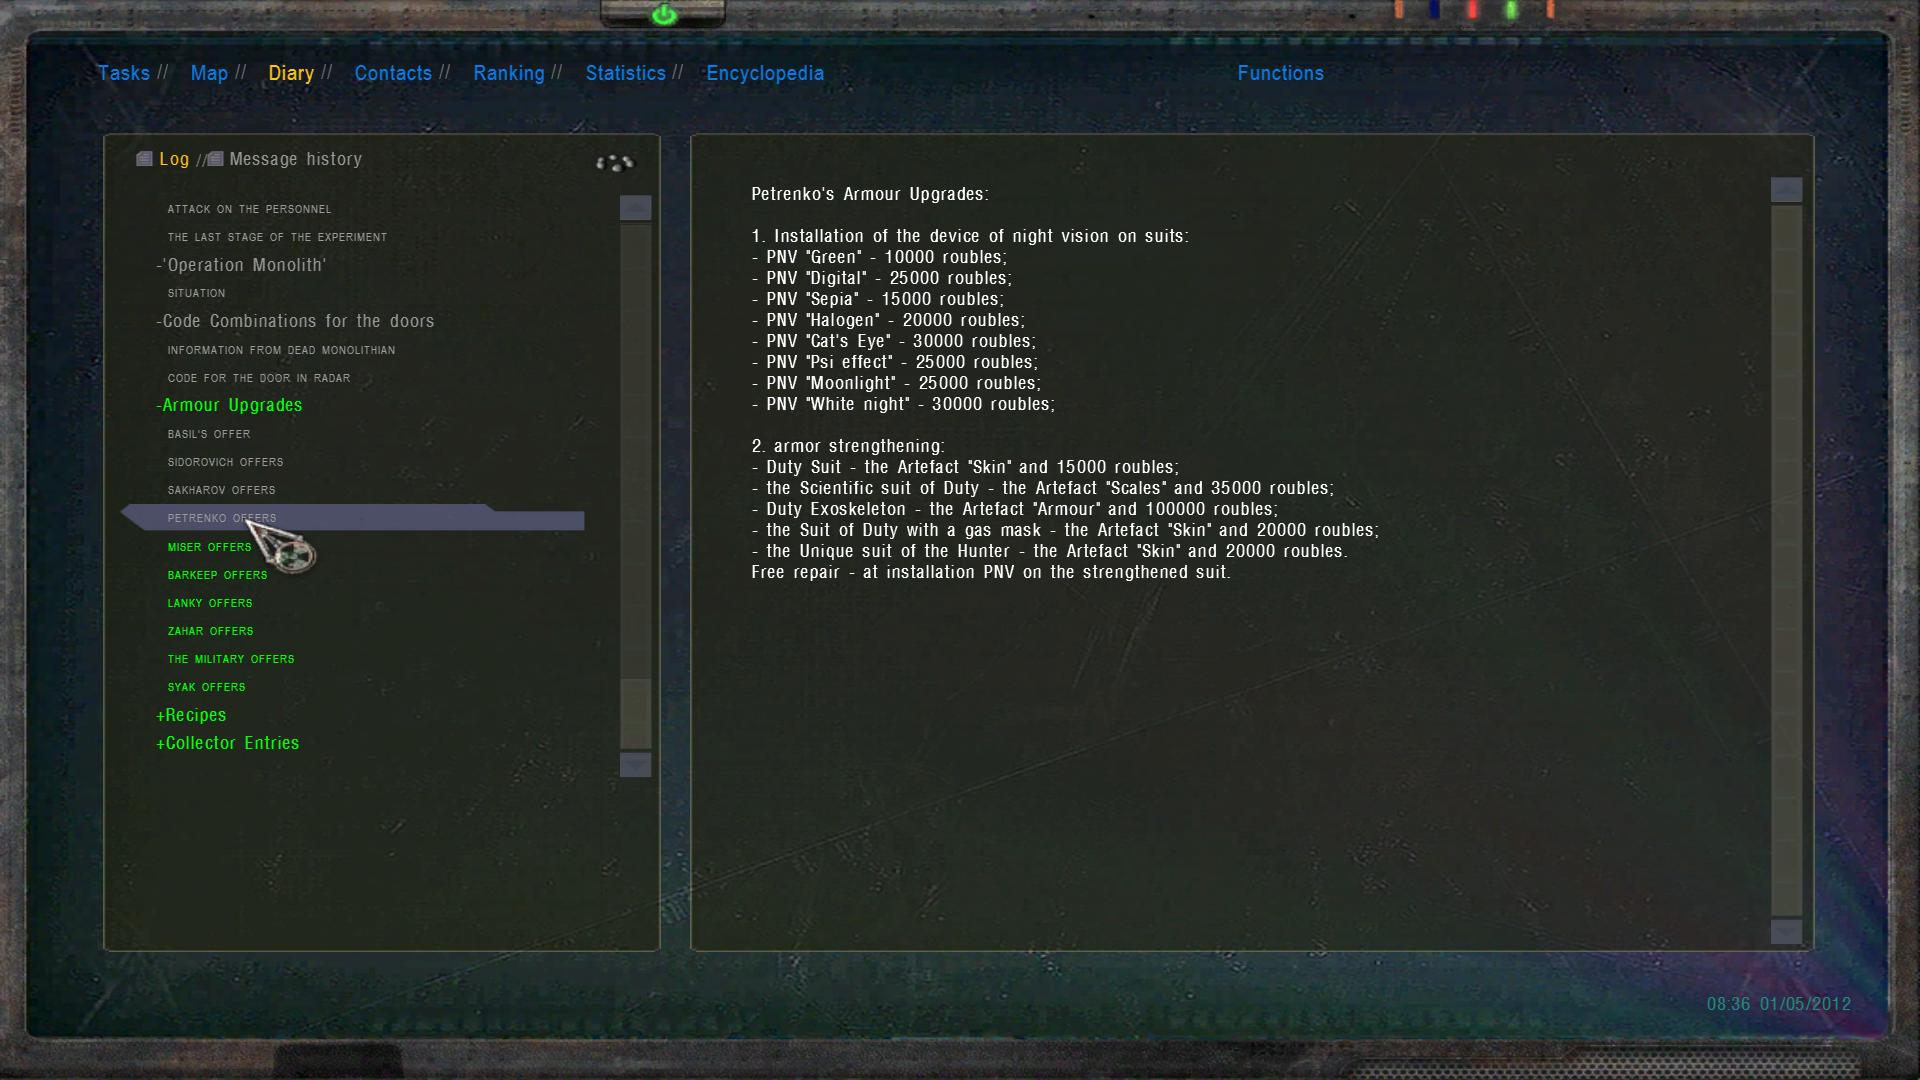 Tasks // Map // Diary // Contacts // Ranking // Statistics // Encyclopedia
Functions
Log // Message history
ATTACK ON THE PERSONNEL
THE LAST STAGE OF THE EXPERIMENT
-'Operation Monolith'
SITUATION
-Code Combinations for the doors
INFORMATION FROM DEAD MONOLITHIAN
CODE FOR THE DOOR IN RADAR
-Armour Upgrades
BASIL'S OFFER
SIDOROVICH OFFERS
SAKHAROV OFFERS
PETRENKO OFFERS
MISER OFFERS
BARKEEP OFFERS
LANKY OFFERS
ZAHAR OFFERS
THE MILITARY OFFERS
SYAK OFFERS
+Recipes
+Collector Entries
Petrenko's Armour Upgrades:
1. Installation of the device of night vision on suits:
- PNV "Green" - 10000 roubles;
- PNV "Digital" - 25000 roubles;
- PNV "Sepia" - 15000 roubles;
- PNV "Halogen" - 20000 roubles;
- PNV "Cat's Eye" - 30000 roubles;
- PNV "Psi effect" - 25000 roubles;
- PNV "Moonlight" - 25000 roubles;
- PNV "White night" - 30000 roubles;
2. armor strengthening:
- Duty Suit - the Artefact "Skin" and 15000 roubles;
- the Scientific suit of Duty - the Artefact "Scales" and 35000 roubles;
- Duty Exoskeleton - the Artefact "Armour" and 100000 roubles;
- the Suit of Duty with a gas mask - the Artefact "Skin" and 20000 roubles;
- the Unique suit of the Hunter - the Artefact "Skin" and 20000 roubles.
Free repair - at installation PNV on the strengthened suit.
08:36 01/05/2012